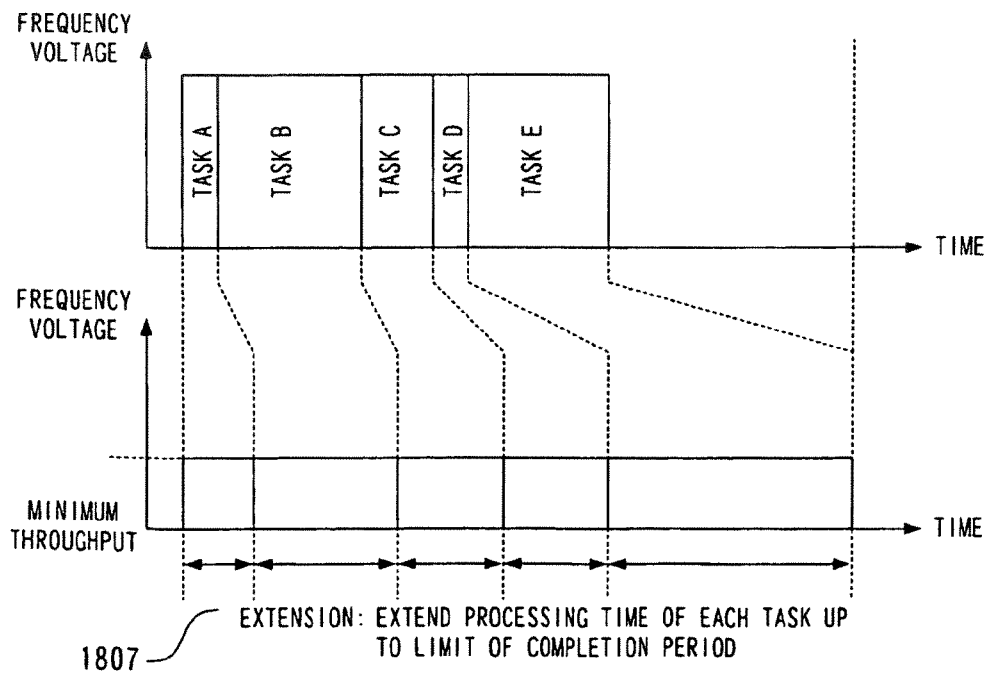 FREQUENCY
VOLTAGE
TASK A
TASK B
TASK C
TASK D
TASK E
TIME
FREQUENCY
VOLTAGE
MINIMUM
THROUGHPUT
TIME
EXTENSION: EXTEND PROCESSING TIME OF EACH TASK UP
TO LIMIT OF COMPLETION PERIOD
1807